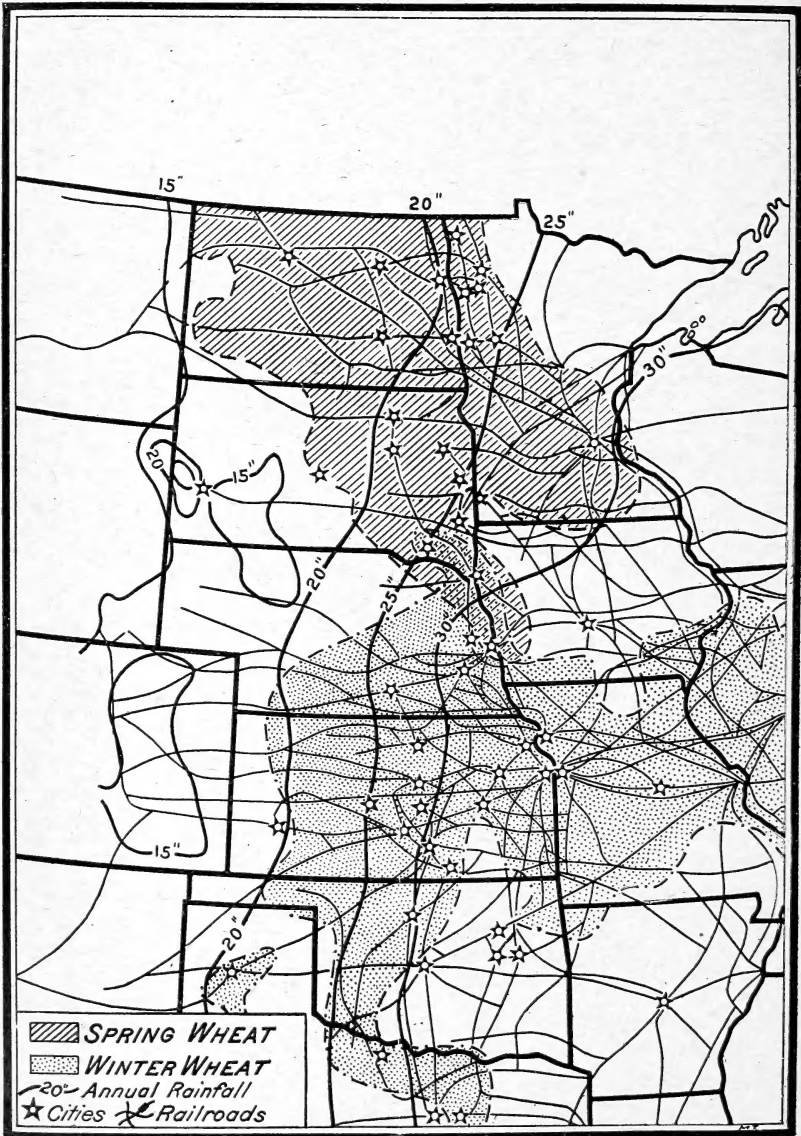 15"
20"
25"
30"
20
15"
20"
25"
30"
15"
20"
SPRING WHEAT
WINTER WHEAT
20" Annual Rainfall
Cities Railroads